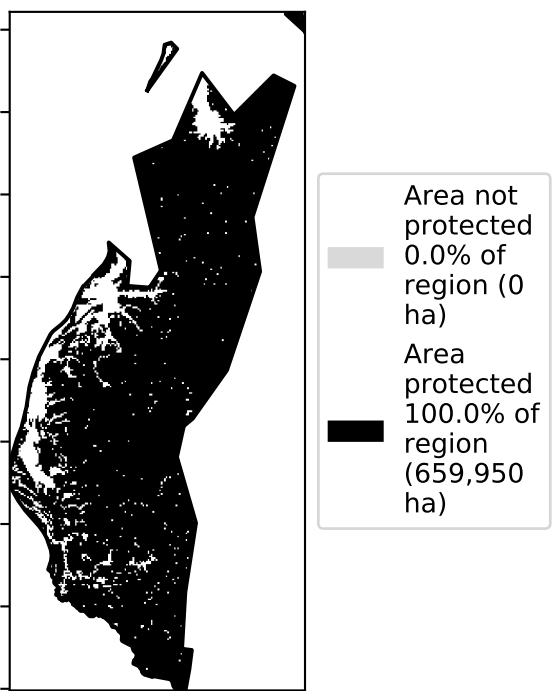 Area not
protected
0.0% of
region (0
ha)
Area
protected
100.0% of
region
(659,950
ha)